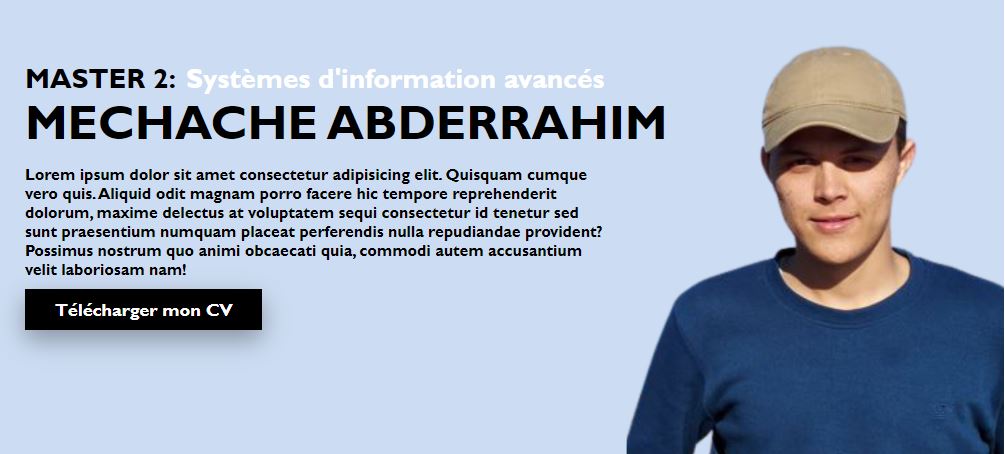 MASTER 2: Systèmes d'information avancés
MECHACHE ABDERRAHIM
Lorem ipsum dolor sit amet consectetur adipisicing elit. Quisquam cumque
vero quis. Aliquid odit magnam porro facere hic tempore reprehenderit
dolorum, maxime delectus at voluptatem sequi consectetur id tenetur sed
sunt praesentium numquam placeat perferendis nulla repudiandae provident?
Possimus nostrum quo animi obcaecati quia, commodi autem accusantium
velit laboriosam nam!
Télécharger mon CV